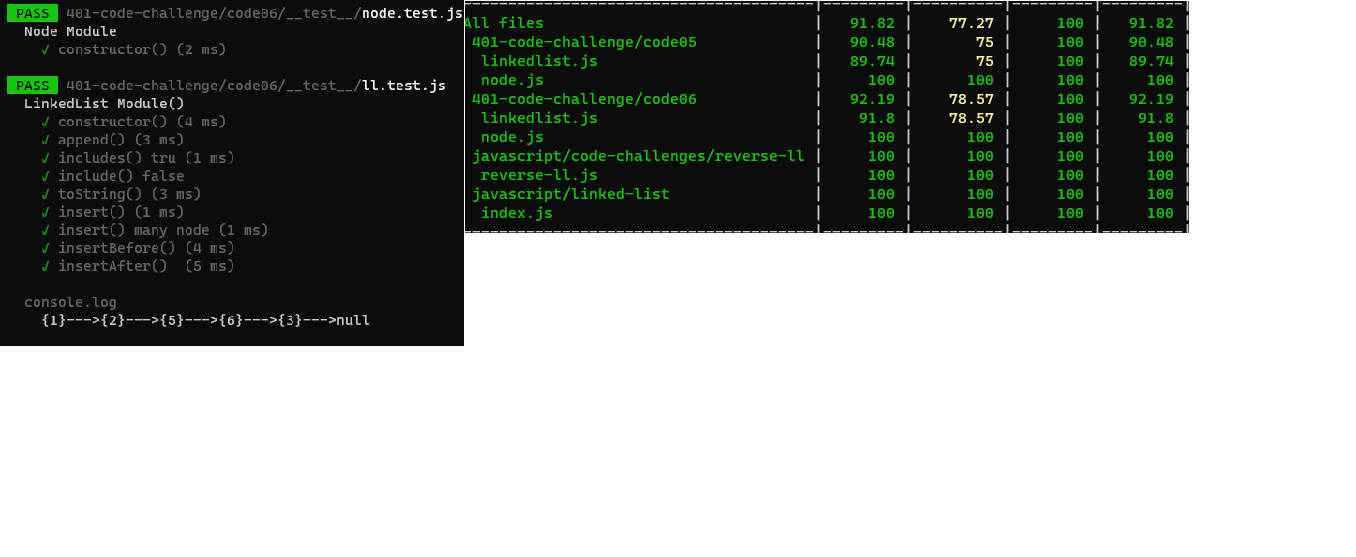 PASS 401-code-challenge/code06/__test__/node.test.js
Node Module
✓ constructor() (2 ms)
PASS 401-code-challenge/code06/__test__/ll.test.js
LinkedList Module()
✓ constructor() (4 ms)
✓ append() (3 ms)
✓ includes() tru (1 ms)
✓ include() false
✓ toString() (3 ms)
✓ insert() (1 ms)
✓ insert() many node (1 ms)
✓ insertBefore() (4 ms)
✓ insertAfter()  (5 ms)
console.log
{1}--->{2}--->{5}--->{6}--->{3}--->null
All files | 91.82 | 77.27 | 100 | 91.82 |
401-code-challenge/code05 | 90.48 | 75 | 100 | 90.48 |
linkedlist.js | 89.74 | 75 | 100 | 89.74 |
node.js | 100 | 100 | 100 | 100 |
401-code-challenge/code06 | 92.19 | 78.57 | 100 | 92.19 |
linkedlist.js | 91.8 | 78.57 | 100 | 91.8 |
node.js | 100 | 100 | 100 | 100 |
javascript/code-challenges/reverse-ll | 100 | 100 | 100 | 100 |
reverse-ll.js | 100 | 100 | 100 | 100 |
javascript/linked-list | 100 | 100 | 100 | 100 |
index.js | 100 | 100 | 100 | 100 |